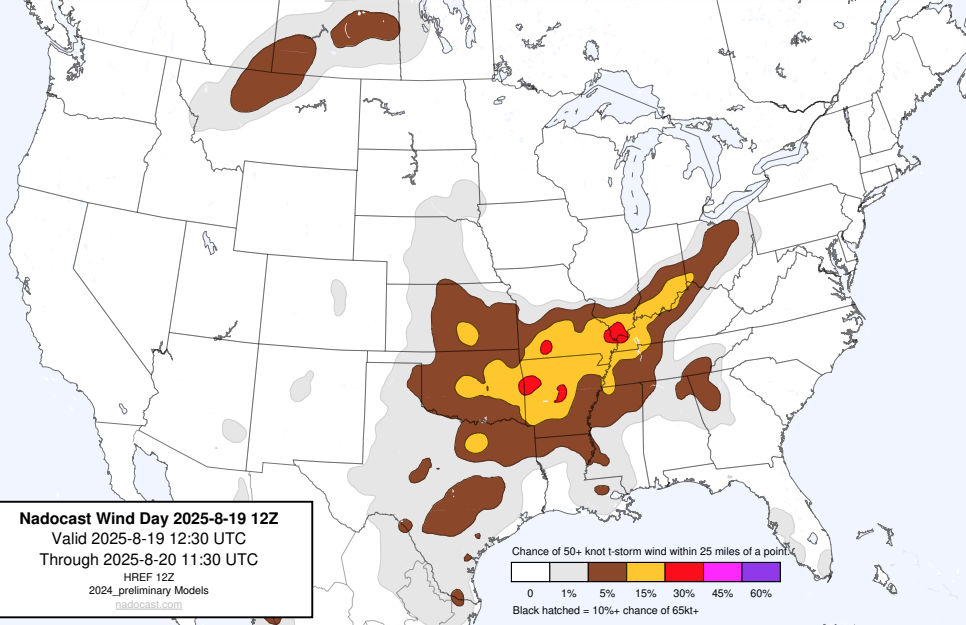 Nadocast Wind Day 2025-8-19 12Z
Valid 2025-8-19 12:30 UTC
Through 2025-8-20 11:30 UTC
HREF 12Z
2024_preliminary Models
nadocast.com
Chance of 50+ knot t-storm wind within 25 miles of a point.
0 1% 5% 15% 30% 45% 60%
Black hatched = 10%+ chance of 65kt+